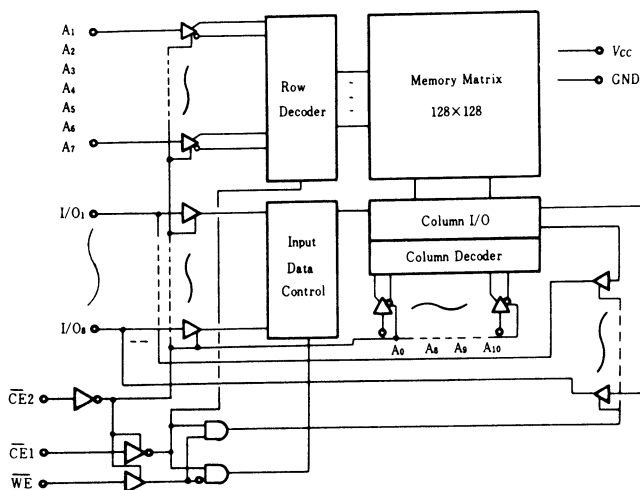 A1
A2
A3
A4
A5
A6
A7
Row
Decoder
Memory Matrix
128×128
VCC
GND
I/O1
Input
Data
Control
Column I/O
Column Decoder
I/O8
A0 A8 A9 A10
CE2
CE1
WE